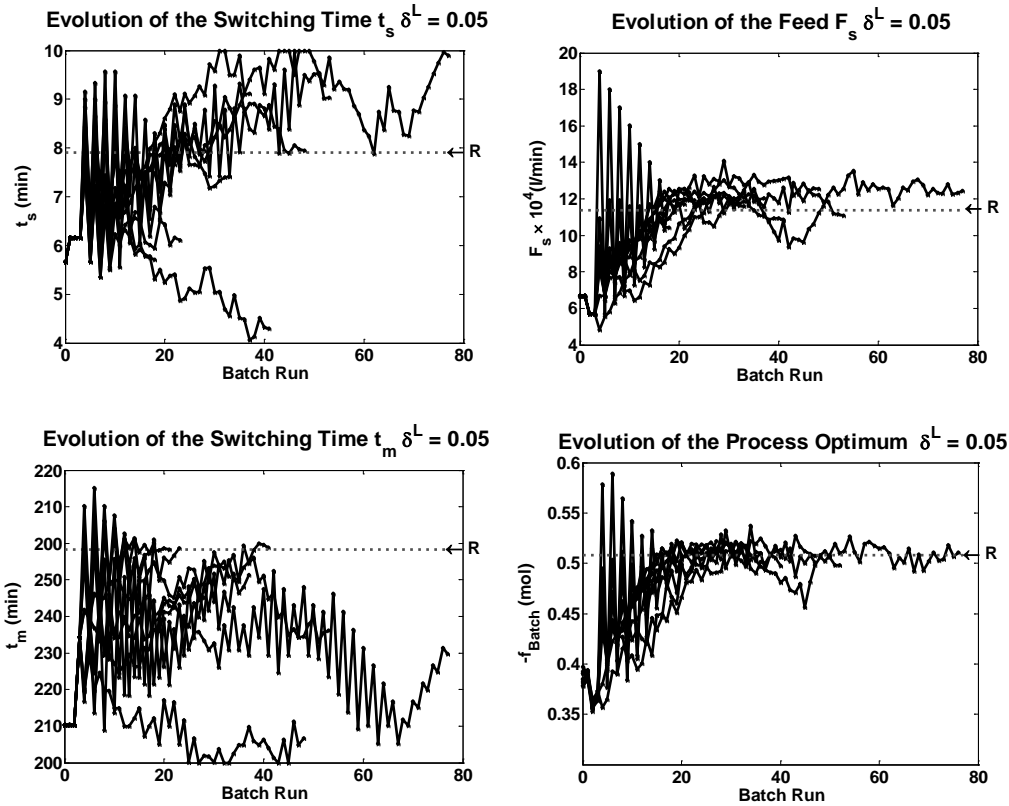 Evolution of the Switching Time t_s δ^L = 0.05
10
9
8
7
6
5
4
t_s (min)
R
0 20 40 60 80
Batch Run
Evolution of the Feed F_s δ^L = 0.05
20
18
16
14
12
10
8
6
4
F_s × 10^4 (l/min)
R
0 20 40 60 80
Batch Run
Evolution of the Switching Time t_m δ^L = 0.05
220
210
200
250
240
230
220
210
200
t_m (min)
R
0 20 40 60 80
Batch Run
Evolution of the Process Optimum δ^L = 0.05
0.6
0.55
0.5
0.45
0.4
0.35
-f_Batch (mol)
R
0 20 40 60 80
Batch Run